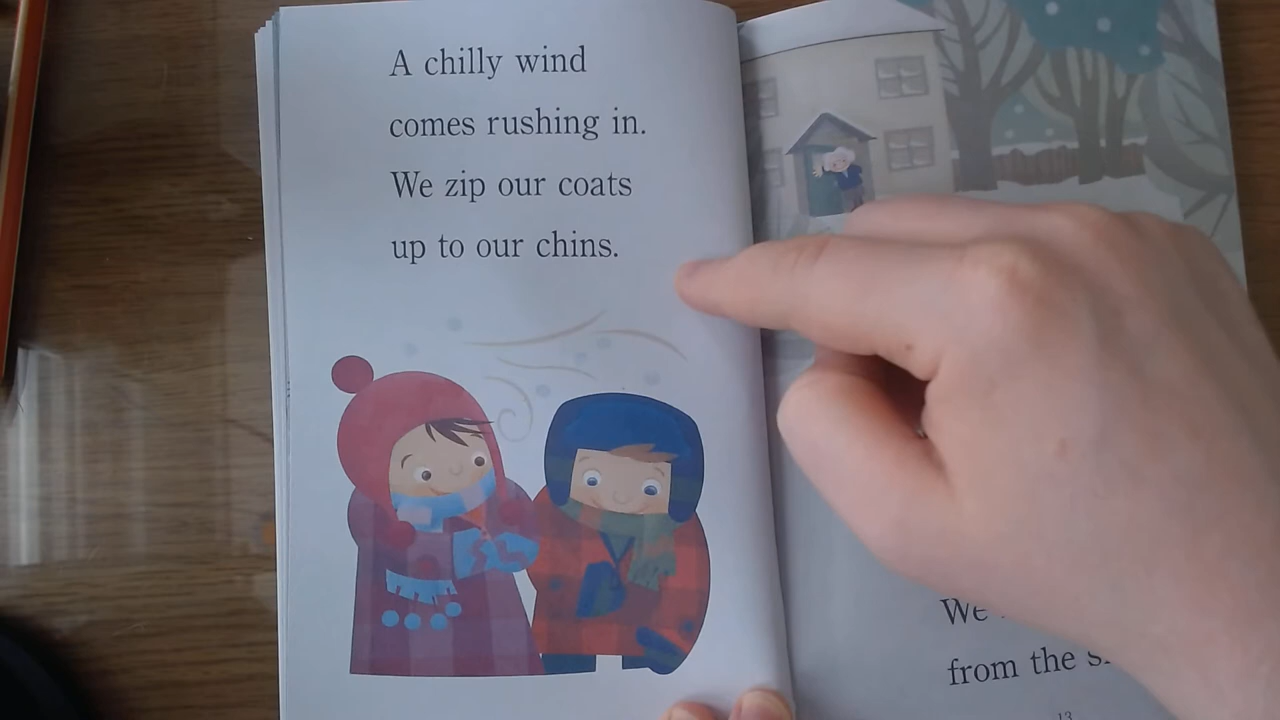 A chilly wind
comes rushing in.
We zip our coats
up to our chins.
We
from the
13